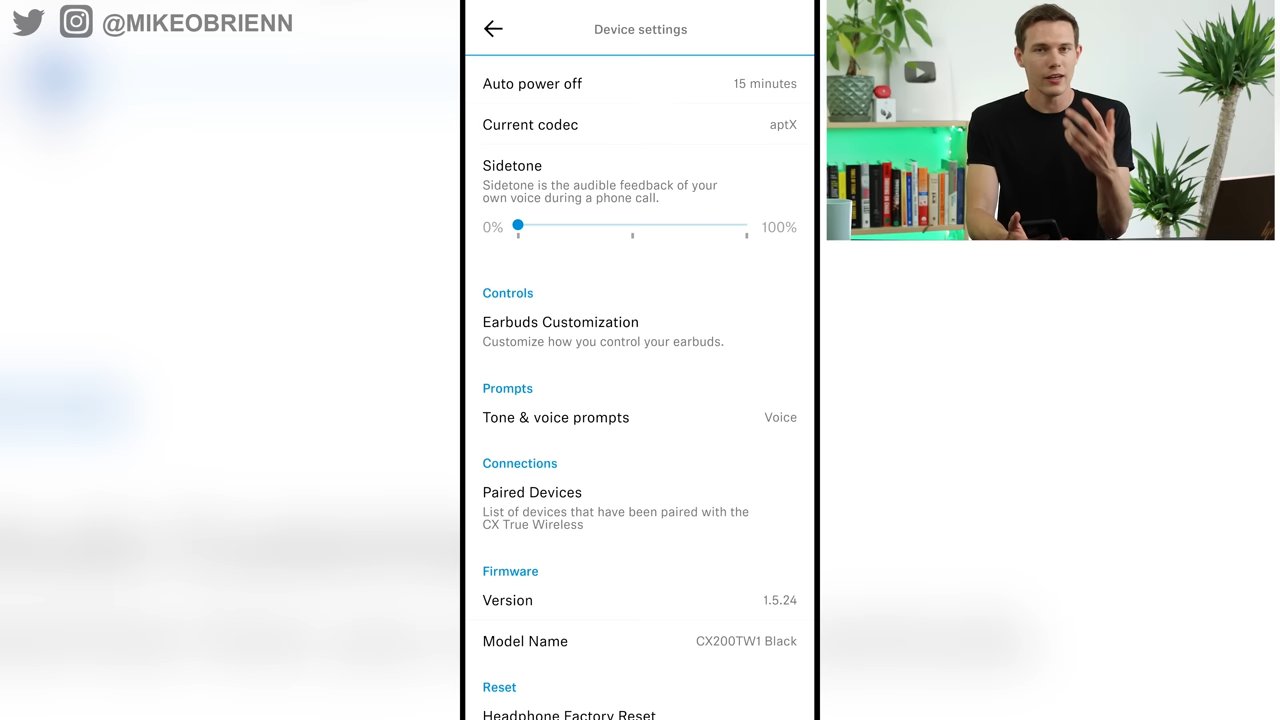 @MIKEOBRIENN
Device settings
Auto power off 15 minutes
Current codec aptX
Sidetone
Sidetone is the audible feedback of your
own voice during a phone call.
0% 100%
Controls
Earbuds Customization
Customize how you control your earbuds.
Prompts
Tone & voice prompts Voice
Connections
Paired Devices
List of devices that have been paired with the
CX True Wireless
Firmware
Version 1.5.24
Model Name CX200TW1 Black
Reset
Headphone Factory Reset